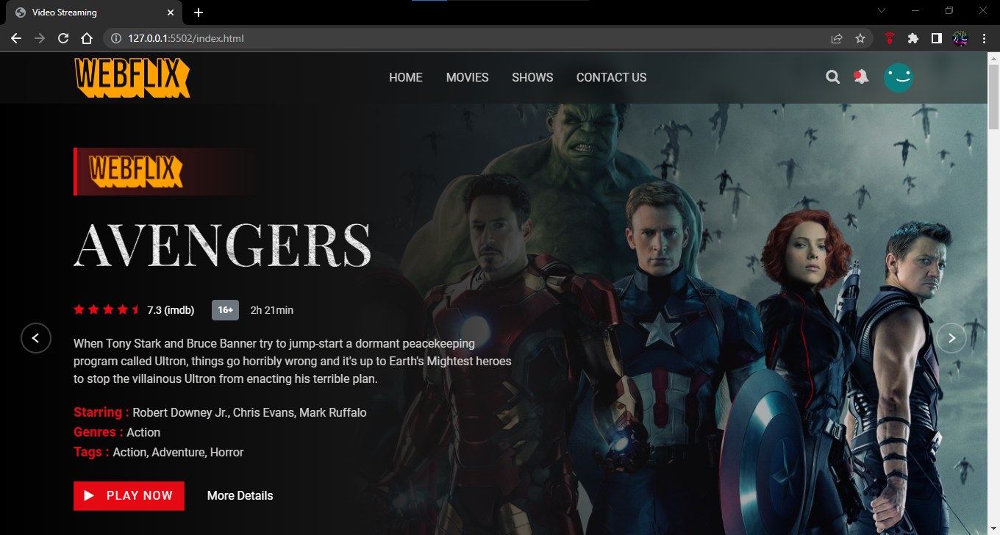 Video Streaming
127.0.0.1:5502/index.html
WEBFLIX
HOME MOVIES SHOWS CONTACT US
WEBFLIX
AVENGERS
7.3 (imdb) 16+ 2h 21min
When Tony Stark and Bruce Banner try to jump-start a dormant peacekeeping
program called Ultron, things go horribly wrong and it's up to Earth's Mightest heroes
to stop the villainous Ultron from enacting his terrible plan.
Starring : Robert Downey Jr., Chris Evans, Mark Ruffalo
Genres : Action
Tags : Action, Adventure, Horror
PLAY NOW More Details